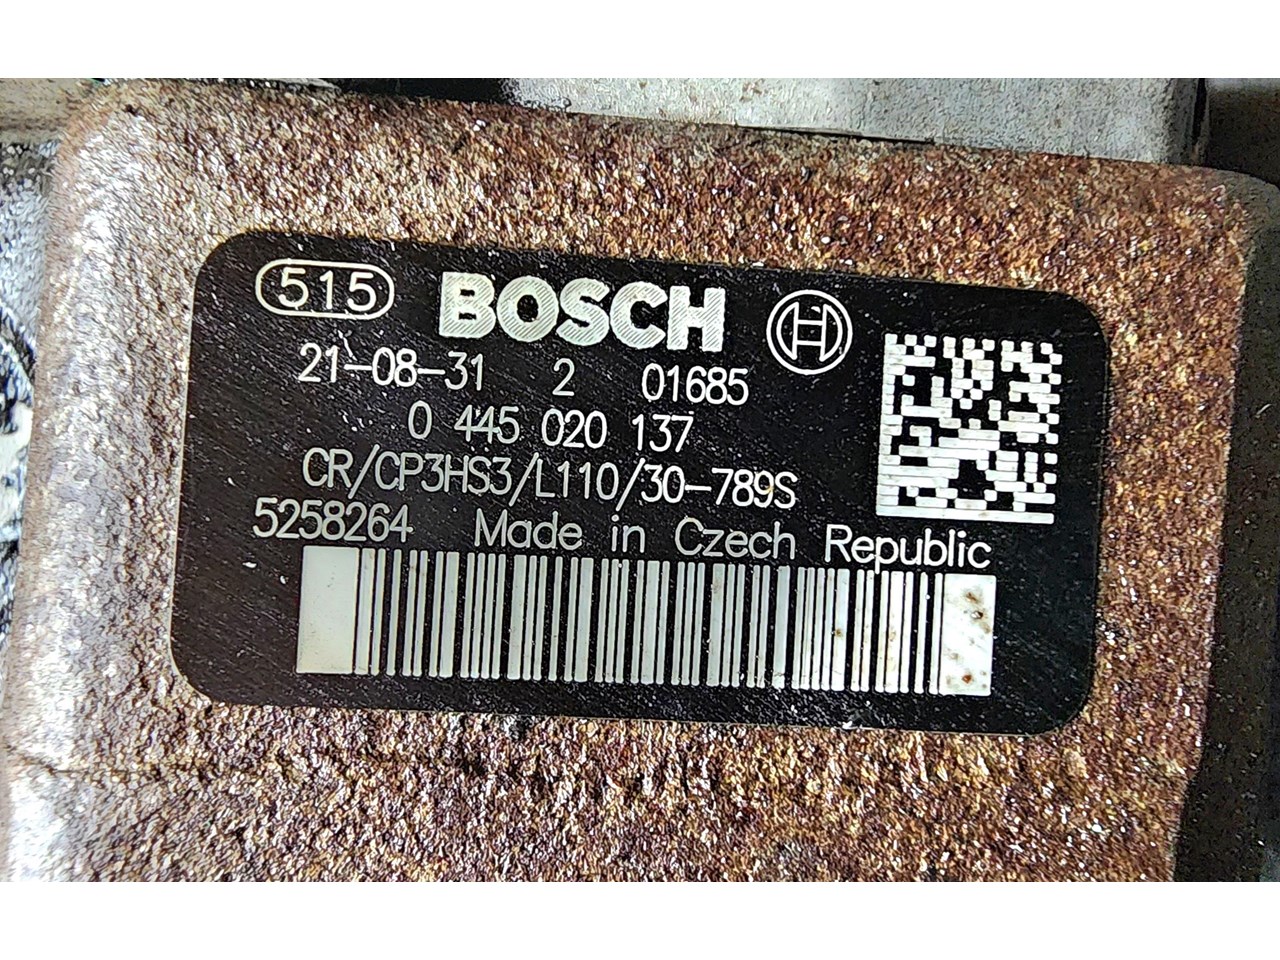 515 BOSCH
21-08-31 2 01685
0 445 020 137
CR/CP3HS3/L110/30-789S
5258264 Made in Czech Republic